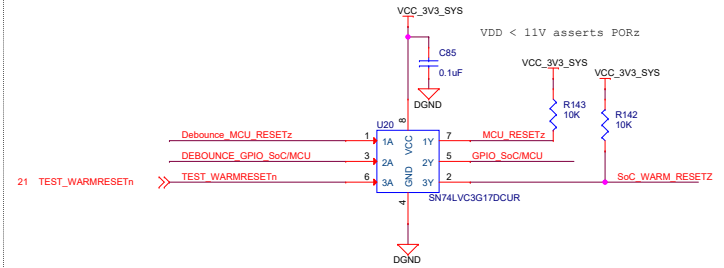 VCC_3V3_SYS
VDD < 11V asserts PORz
C85
0.1uF
DGND
VCC_3V3_SYS
VCC_3V3_SYS
R143
10K
R142
10K
U20
8
VCC
Debounce_MCU_RESETz
1
1A
1Y
7
MCU_RESETz
DEBOUNCE_GPIO_SoC/MCU
3
2A
2Y
5
GPIO_SoC/MCU
21
TEST_WARMRESETn
TEST_WARMRESETn
6
3A
3Y
2
SoC_WARM_RESETZ
GND
4
SN74LVC3G17DCUR
DGND